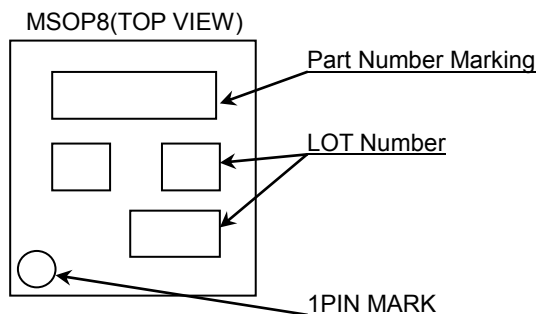 MSOP8(TOP VIEW)
Part Number Marking
LOT Number
1PIN MARK